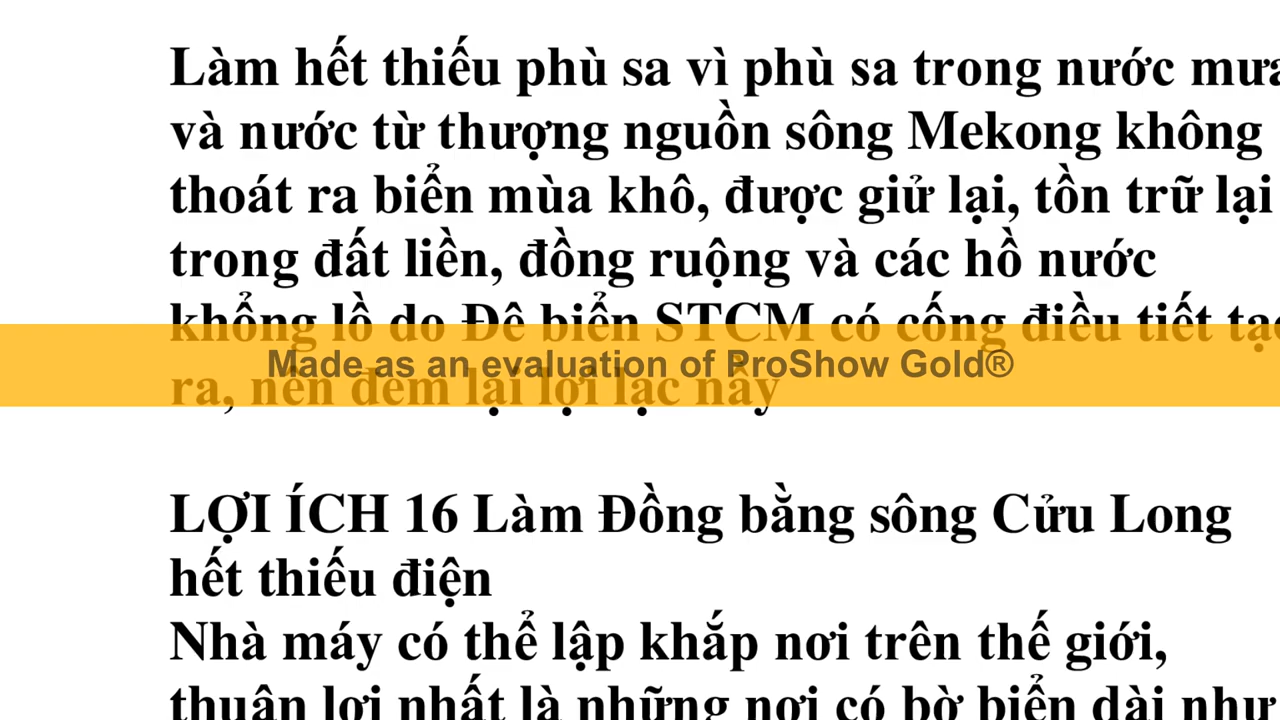 Làm hết thiếu phù sa vì phù sa trong nước mưa
và nước từ thượng nguồn sông Mekong không
thoát ra biển mùa khô, được giử lại, tồn trữ lại
trong đất liền, đồng ruộng và các hồ nước
khổng lồ do Đê biển STCM có cống điều tiết tạo
Made as an evaluation of ProShow Gold®
ra, nên đem lại lợi lạc nầy
LỢI ÍCH 16 Làm Đồng bằng sông Cửu Long
hết thiếu điện
Nhà máy có thể lập khắp nơi trên thế giới,
thuận lợi nhất là những nơi có bờ biển dài như